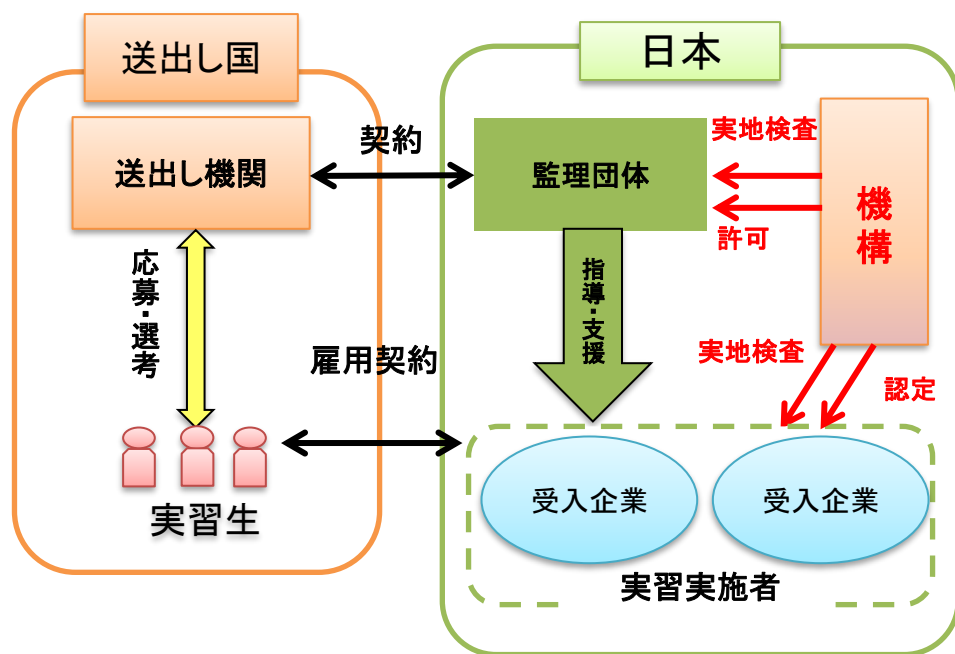 送出し国
日本
送出し機関
契約
監理団体
実地検査
許可
機構
応募・選考
指導・支援
雇用契約
実地検査
認定
受入企業
受入企業
実習生
実習実施者